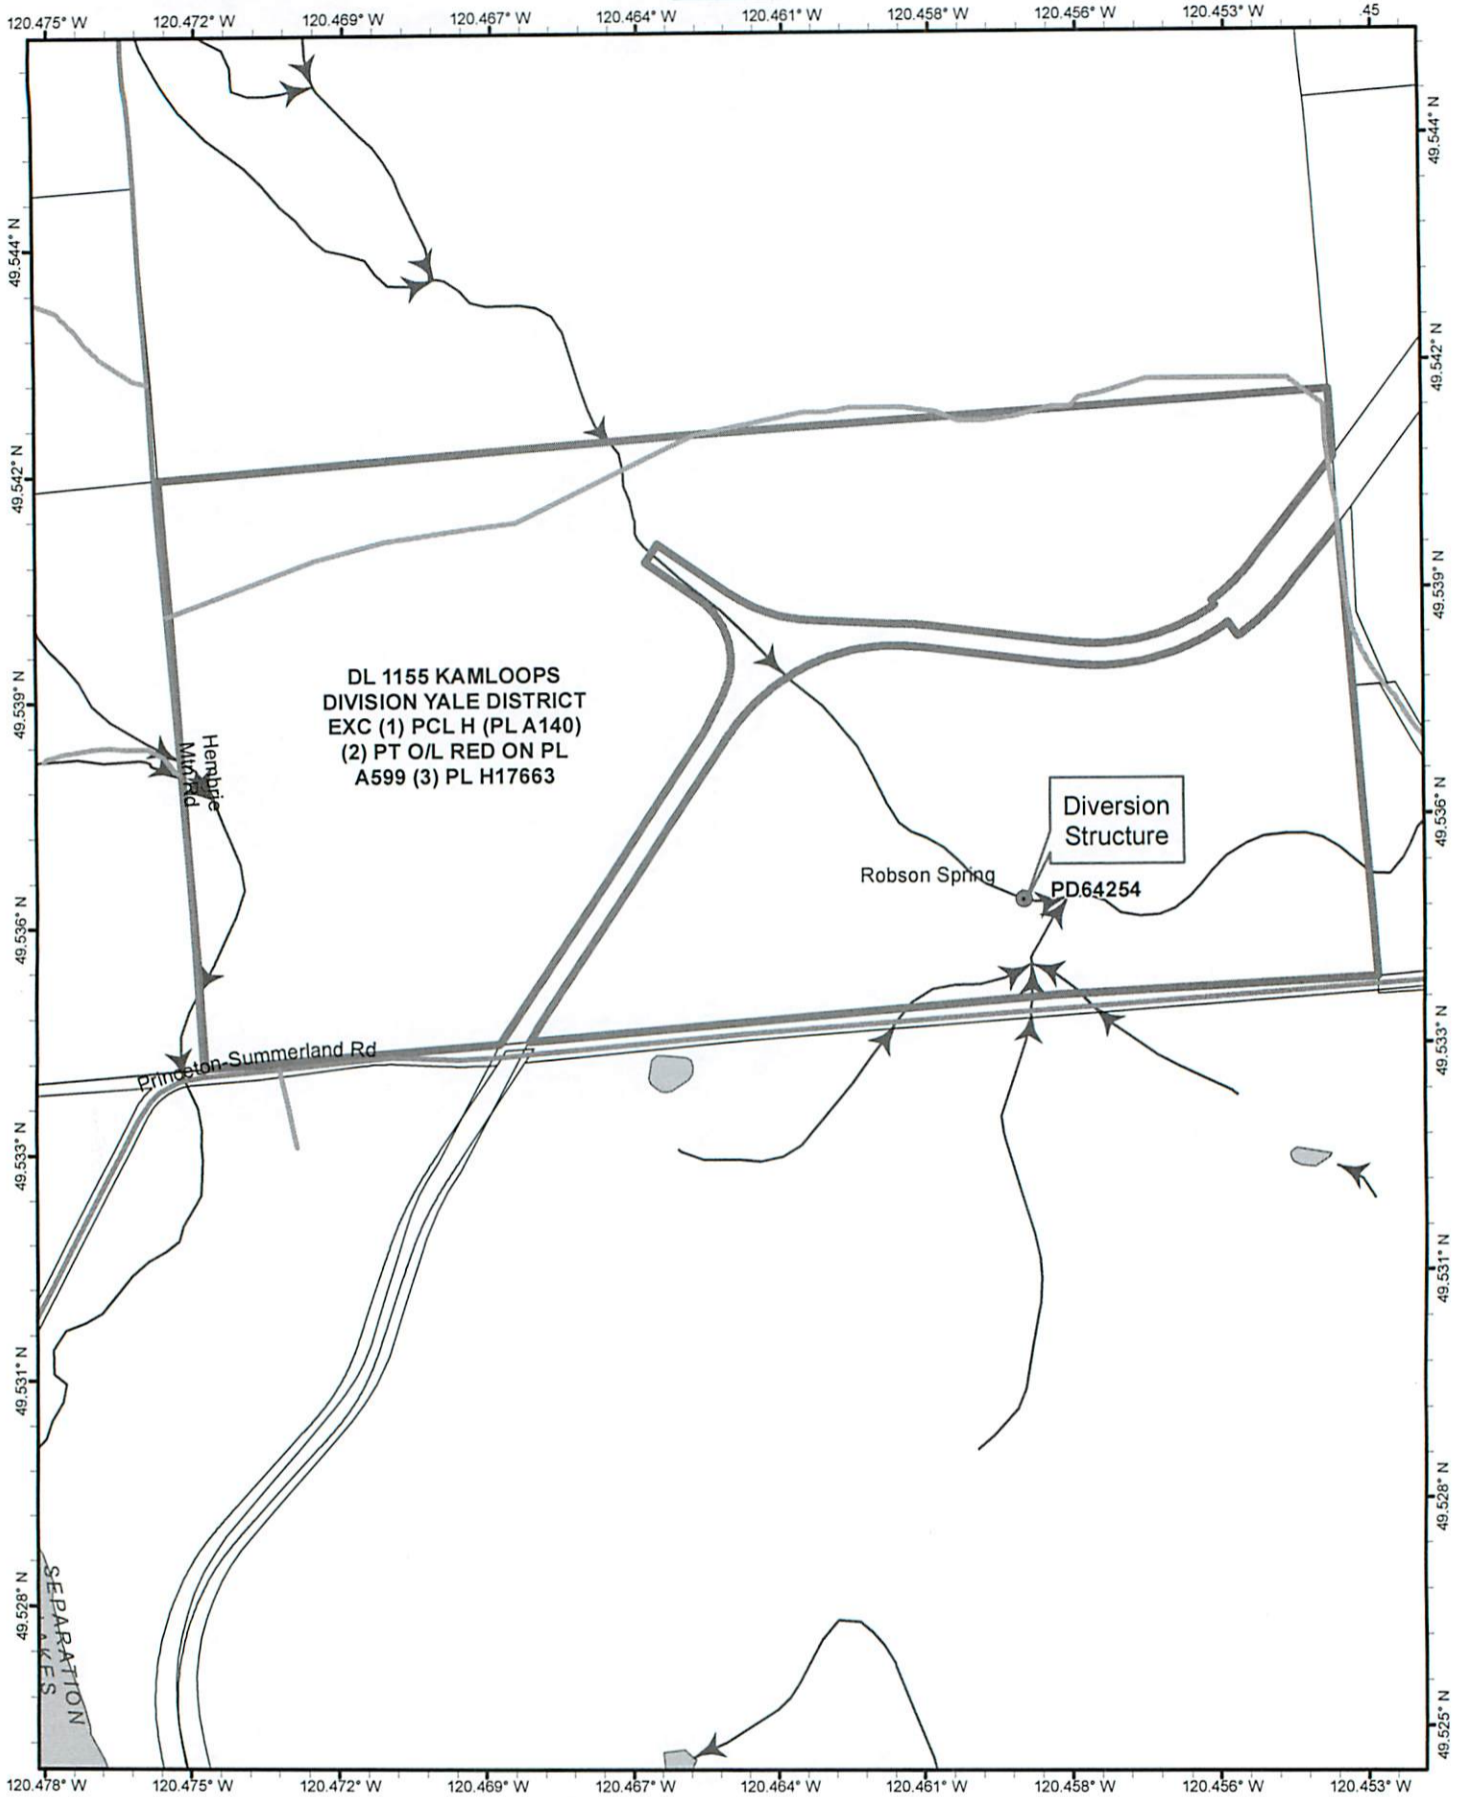 120.475° W 120.472° W 120.469° W 120.467° W 120.464° W 120.461° W 120.458° W 120.456° W 120.453° W .45
49.544° N
49.542° N
49.539° N
49.536° N
49.533° N
49.531° N
49.528° N
49.544° N
49.542° N
49.539° N
49.536° N
49.533° N
49.531° N
49.528° N
49.525° N
DL 1155 KAMLOOPS
DIVISION YALE DISTRICT
EXC (1) PCL H (PL A140)
(2) PT O/L RED ON PL
A599 (3) PL H17663
Hembrie
Mtn Rd
Diversion
Structure
Robson Spring
PD64254
Princeton-Summerland Rd
SEPARATION
AKES
120.478° W 120.475° W 120.472° W 120.469° W 120.467° W 120.464° W 120.451° W 120.458° W 120.456° W 120.453° W